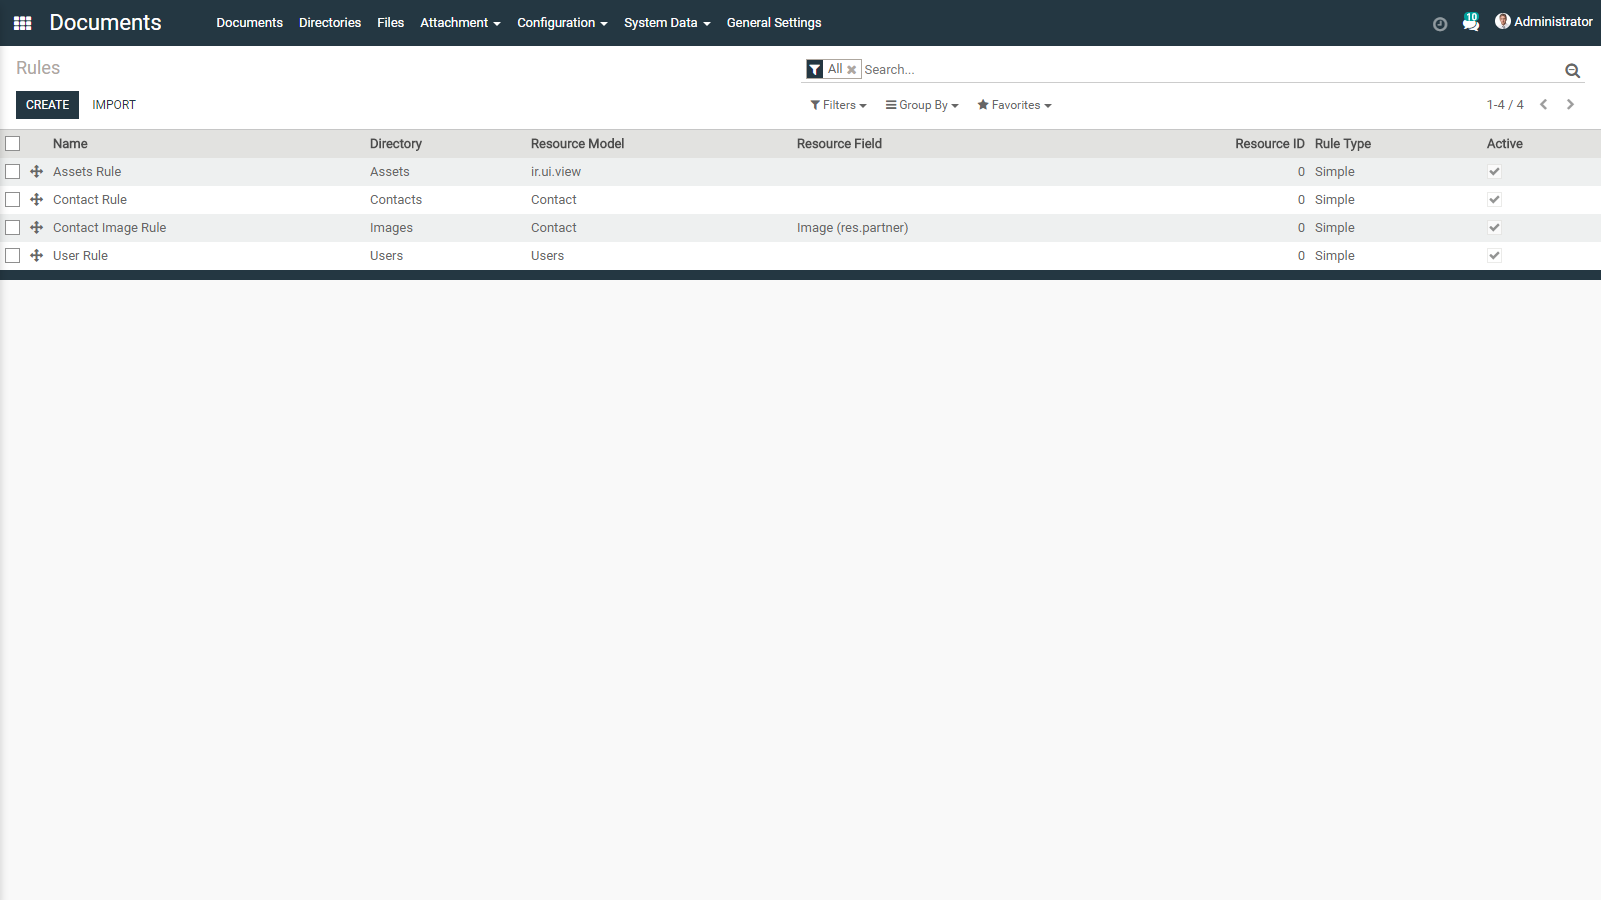 Documents Documents Directories Files Attachment Configuration System Data General Settings 10 Administrator
Rules All Search...
CREATE IMPORT Filters Group By Favorites 1-4 / 4
Name Directory Resource Model Resource Field Resource ID Rule Type Active
Assets Rule Assets ir.ui.view 0 Simple
Contact Rule Contacts Contact 0 Simple
Contact Image Rule Images Contact Image (res.partner) 0 Simple
User Rule Users Users 0 Simple